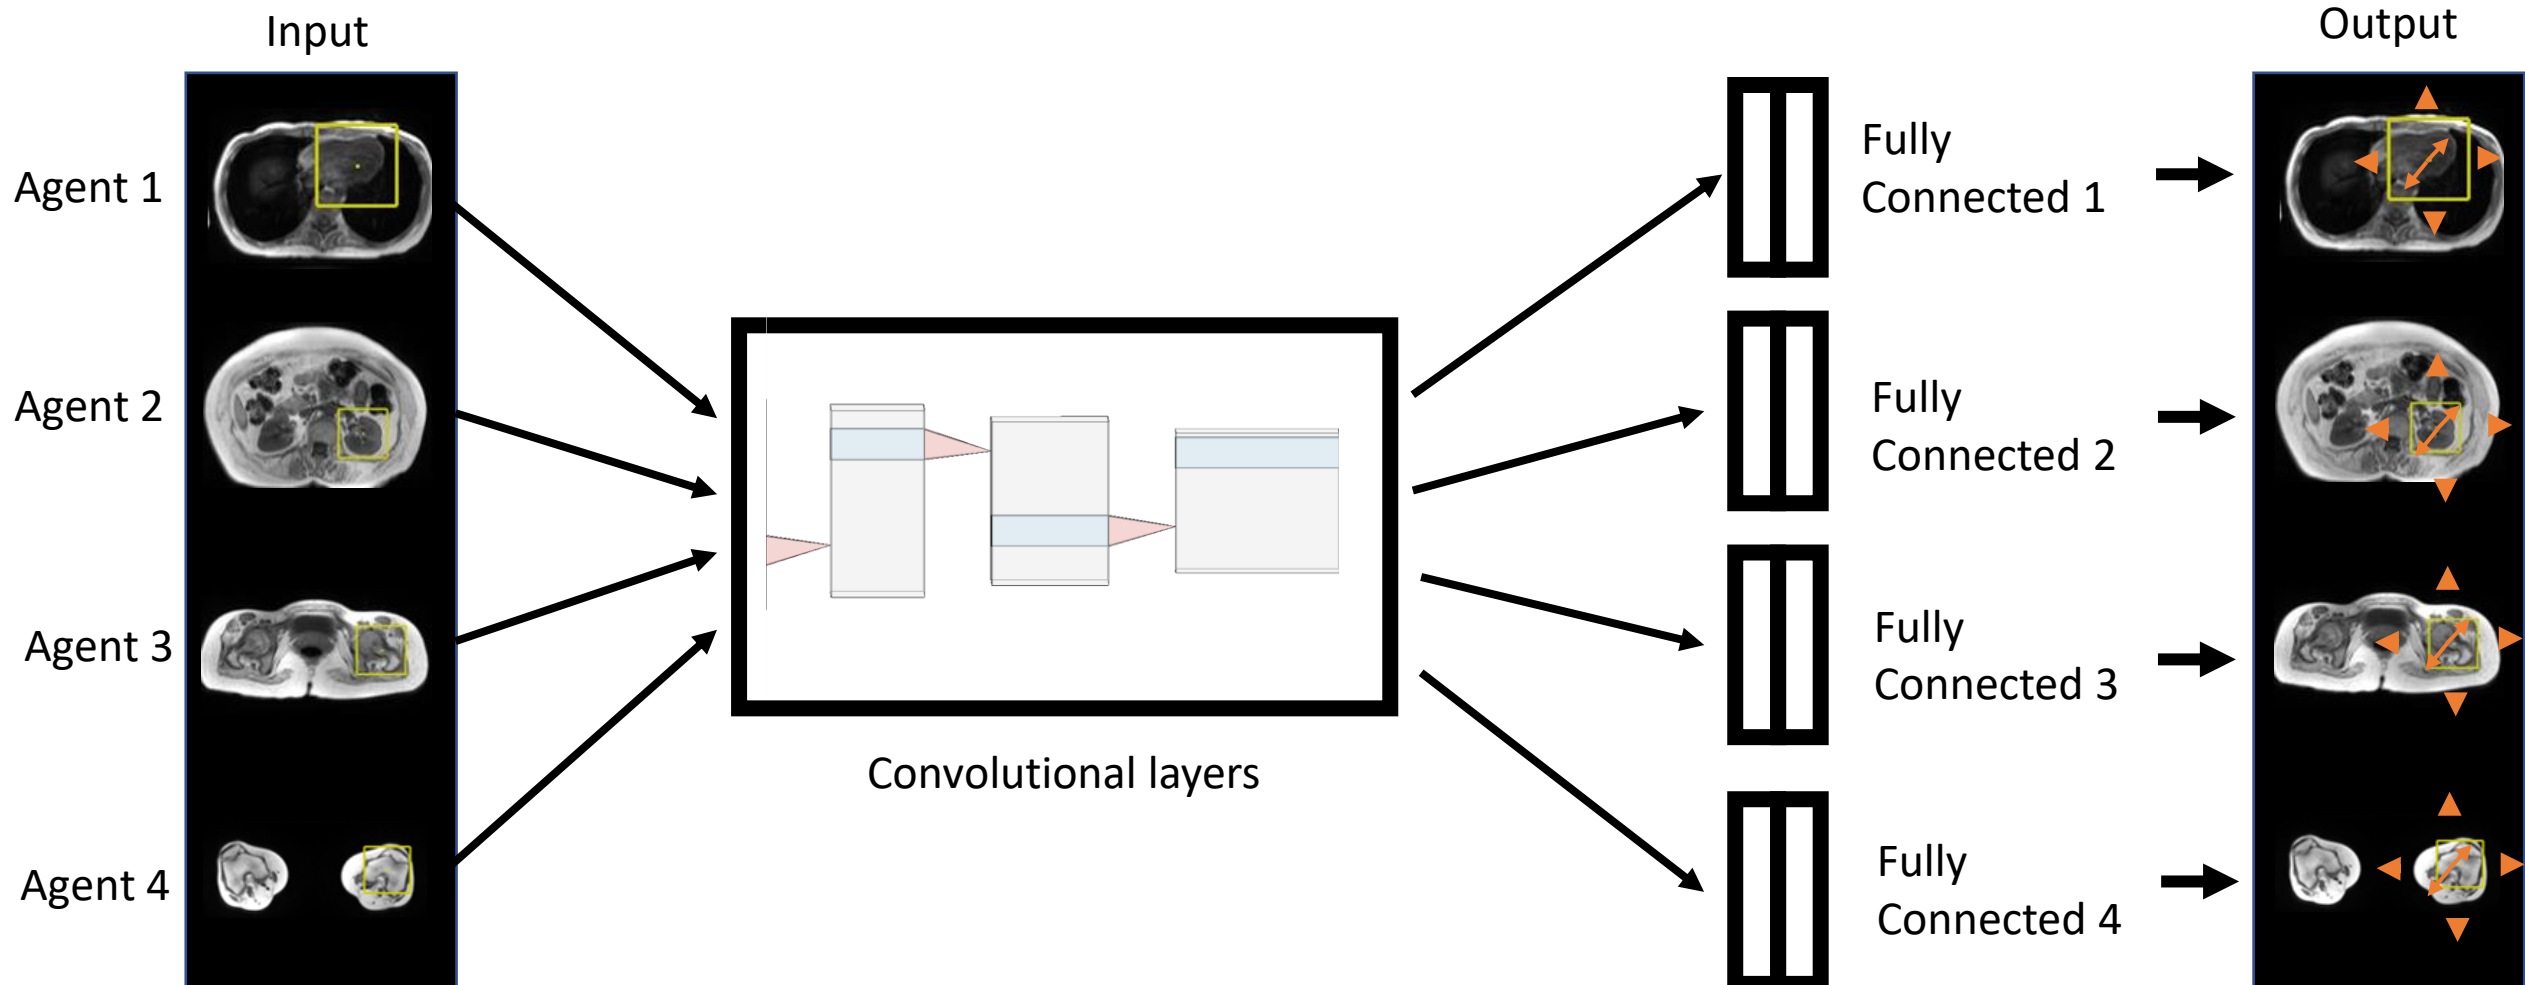 Input
Output
Agent 1
Fully
Connected 1
Agent 2
Fully
Connected 2
Agent 3
Fully
Connected 3
Convolutional layers
Agent 4
Fully
Connected 4